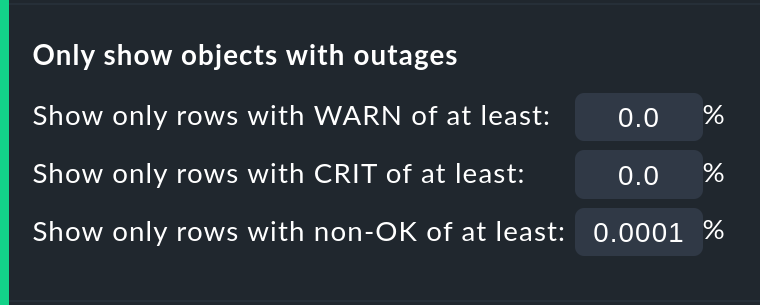 Only show objects with outages
Show only rows with WARN of at least: 0.0 %
Show only rows with CRIT of at least: 0.0 %
Show only rows with non-OK of at least: 0.0001 %